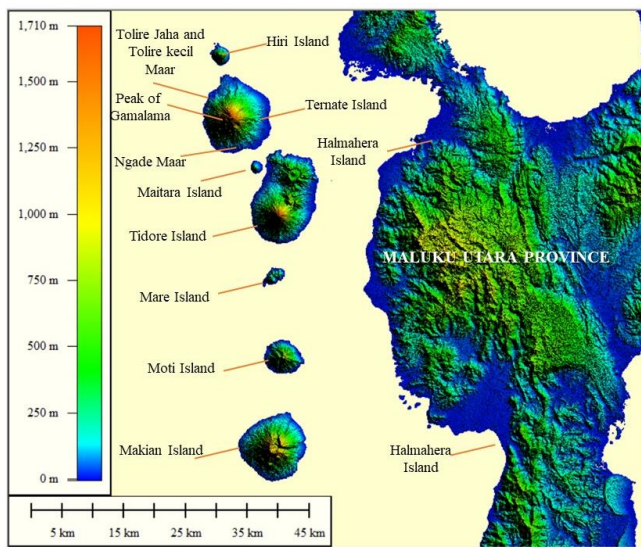 1,710 m
1,500 m
1,250 m
1,000 m
750 m
500 m
250 m
0 m
Tolire Jaha and
Tolire kecil
Maar
Hiri Island
Peak of
Gamalama
Ternate Island
Ngade Maar
Maitara Island
Halmahera
Island
Tidore Island
MALUKU UTARA PROVINCE
Mare Island
Moti Island
Makian Island
Halmahera
Island
5 km
15 km
25 km
35 km
45 km